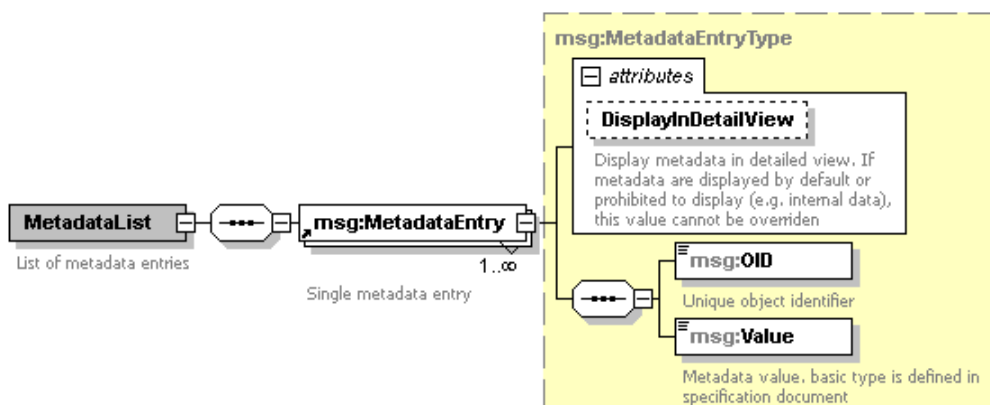 msg:MetadataEntryType
attributes
DisplayInDetailView
Display metadata in detailed view. If
metadata are displayed by default or
prohibited to display (e.g. internal data),
this value cannot be overriden
MetadataList
List of metadata entries
msg:MetadataEntry
1..∞
Single metadata entry
msg:OID
Unique object identifier
msg:Value
Metadata value, basic type is defined in
specification document